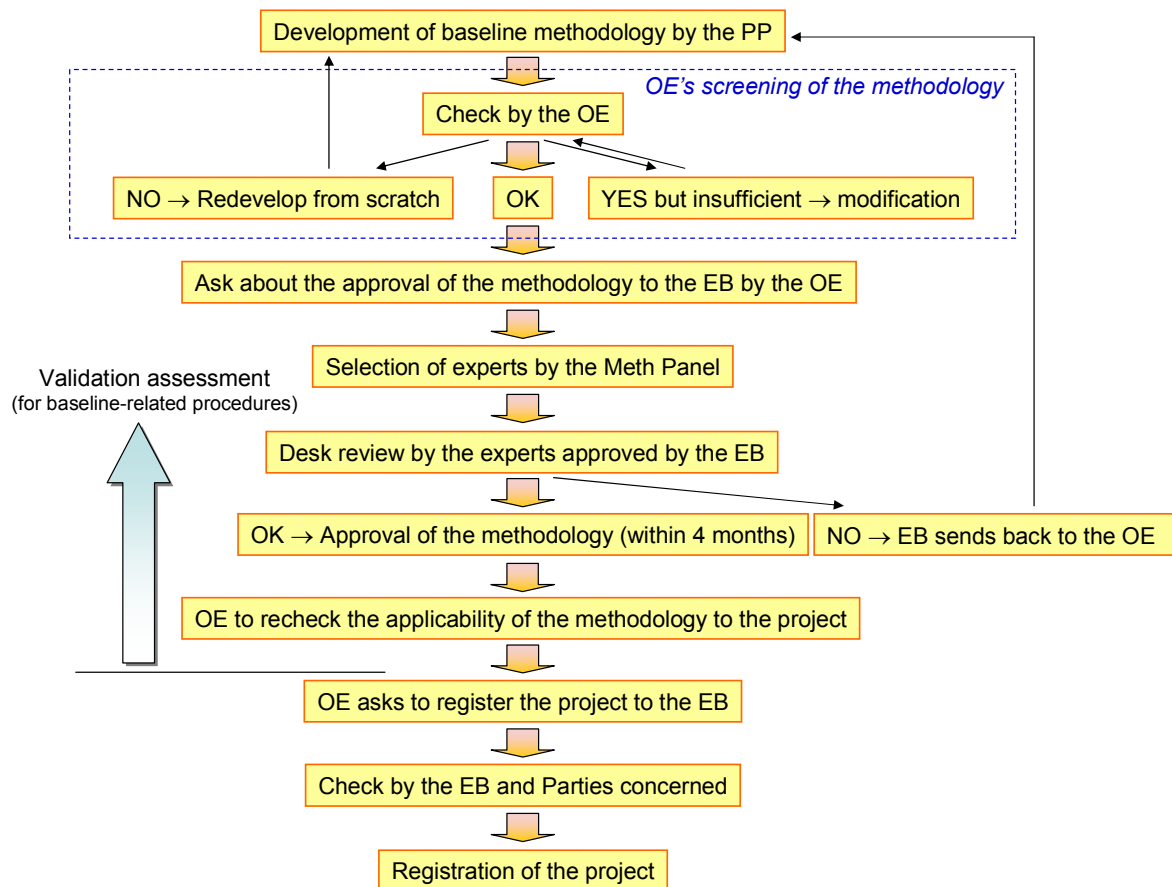 Development of baseline methodology by the PP
OE's screening of the methodology
Check by the OE
NO → Redevelop from scratch
OK
YES but insufficient → modification
Ask about the approval of the methodology to the EB by the OE
Selection of experts by the Meth Panel
Validation assessment
(for baseline-related procedures)
Desk review by the experts approved by the EB
OK → Approval of the methodology (within 4 months)
NO → EB sends back to the OE
OE to recheck the applicability of the methodology to the project
OE asks to register the project to the EB
Check by the EB and Parties concerned
Registration of the project